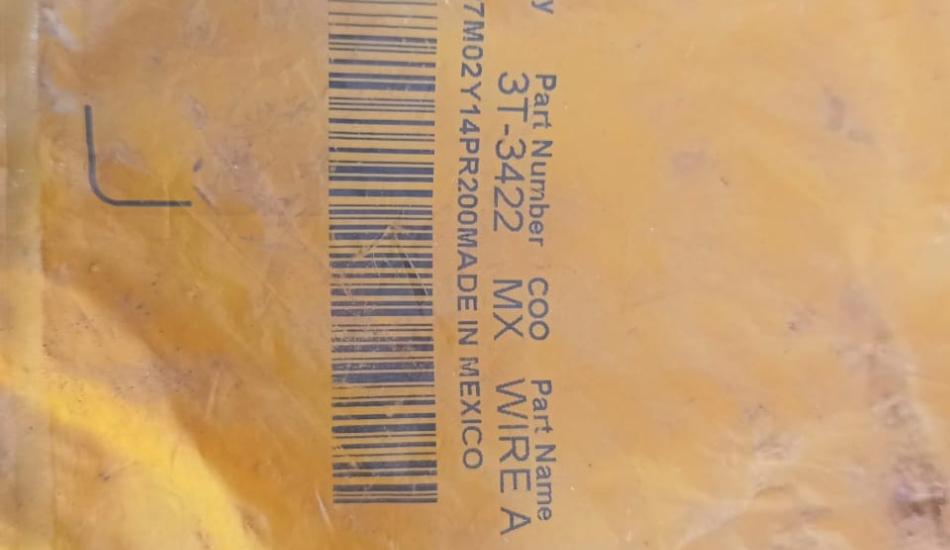 y Part Number COO Part Name
3T-3422 MX WIRE A
7M02Y14PR200MADE IN MEXICO